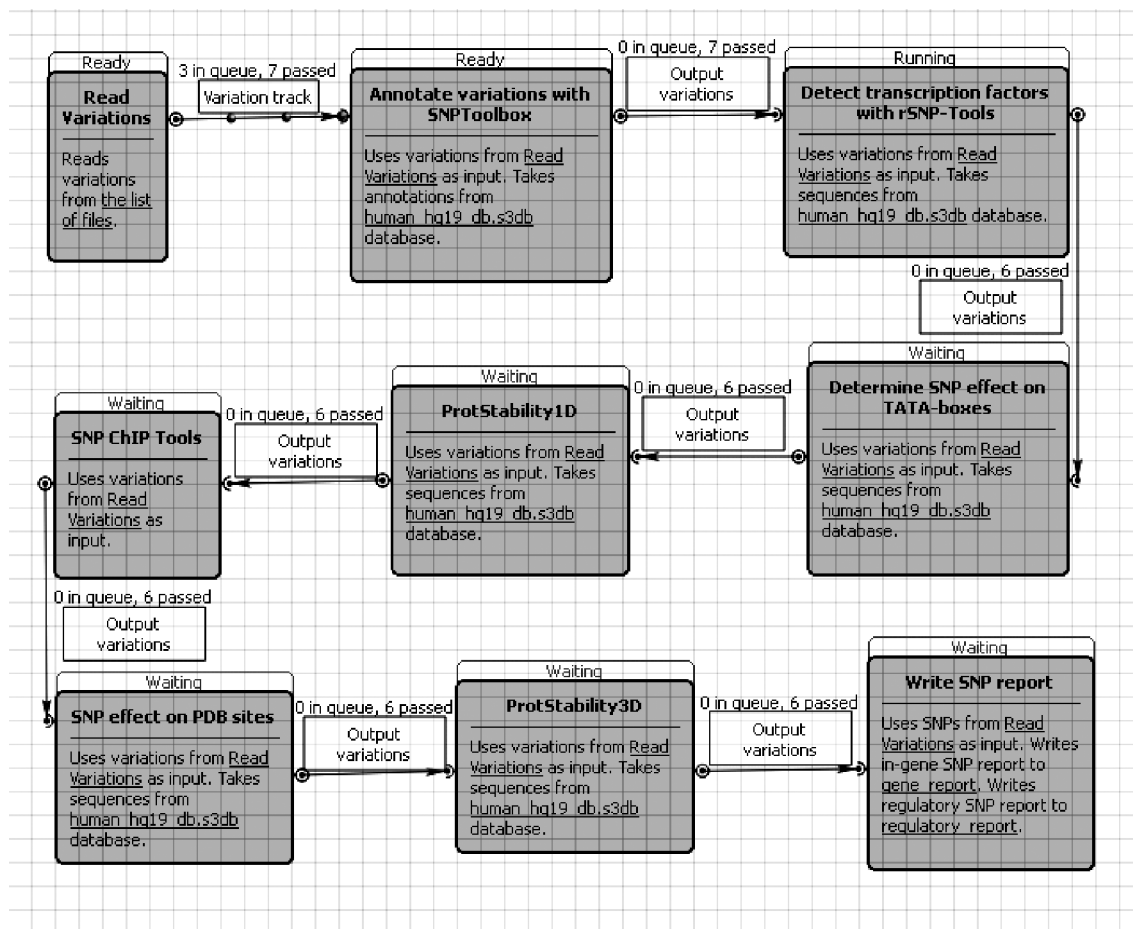 Ready
Read
Variations
Reads
variations
from the list
of files.
3 in queue, 7 passed
Variation track
Ready
Annotate variations with
SNPToolbox
Uses variations from Read
Variations as input. Takes
annotations from
human_hg19_db.s3db
database.
0 in queue, 7 passed
Output
variations
Running
Detect transcription factors
with rSNP-Tools
Uses variations from Read
Variations as input. Takes
sequences from
human_hg19_db.s3db database.
0 in queue, 6 passed
Output
variations
Waiting
Determine SNP effect on
TATA-boxes
Uses variations from Read
Variations as input. Takes
sequences from
human_hg19_db.s3db
database.
0 in queue, 6 passed
Output
variations
Waiting
ProtStability1D
Uses variations from Read
Variations as input. Takes
sequences from
human_hg19_db.s3db
database.
0 in queue, 6 passed
Output
variations
Waiting
SNP ChIP Tools
Uses variations
from Read
Variations as
input.
0 in queue, 6 passed
Output
variations
Waiting
SNP effect on PDB sites
Uses variations from Read
Variations as input. Takes
sequences from
human_hg19_db.s3db
database.
0 in queue, 6 passed
Output
variations
Waiting
ProtStability3D
Uses variations from Read
Variations as input. Takes
sequences from
human_hg19_db.s3db
database.
0 in queue, 6 passed
Output
variations
Waiting
Write SNP report
Uses SNPs from Read
Variations as input. Writes
in-gene SNP report to
gene_report. Writes
regulatory SNP report to
regulatory_report.